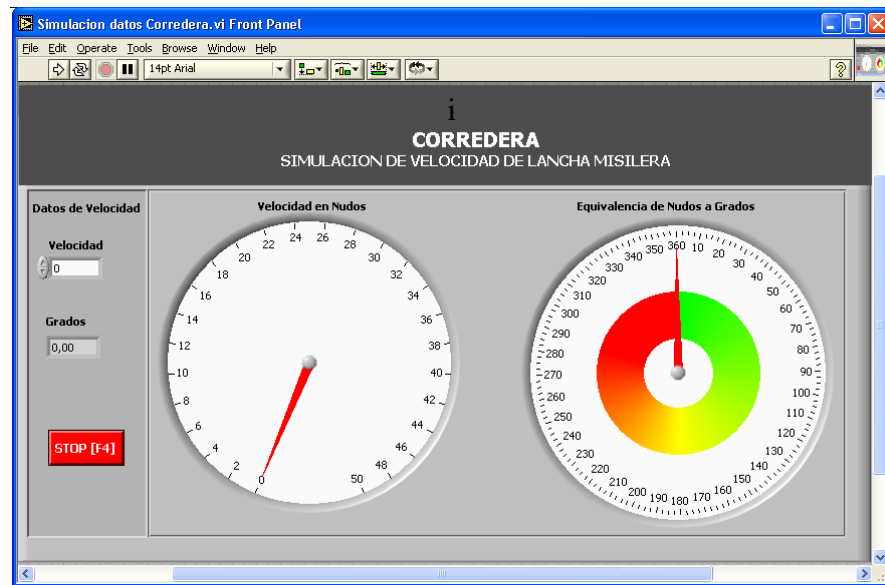 Simulacion datos Corredera.vi Front Panel
File Edit Operate Tools Browse Window Help
14pt Arial
i
CORREDERA
SIMULACION DE VELOCIDAD DE LANCHA MISILERA
Datos de Velocidad
Velocidad
0
Grados
0,00
STOP [F4]
Velocidad en Nudos
0 2 4 6 8 10 12 14 16 18 20 22 24 26 28 30 32 34 36 38 40 42 44 46 48 50
Equivalencia de Nudos a Grados
360 10 20 30 40 50 60 70 80 90 100 110 120 130 140 150 160 170 180 190 200 210 220 230 240 250 260 270 280 290 300 310 320 330 340 350